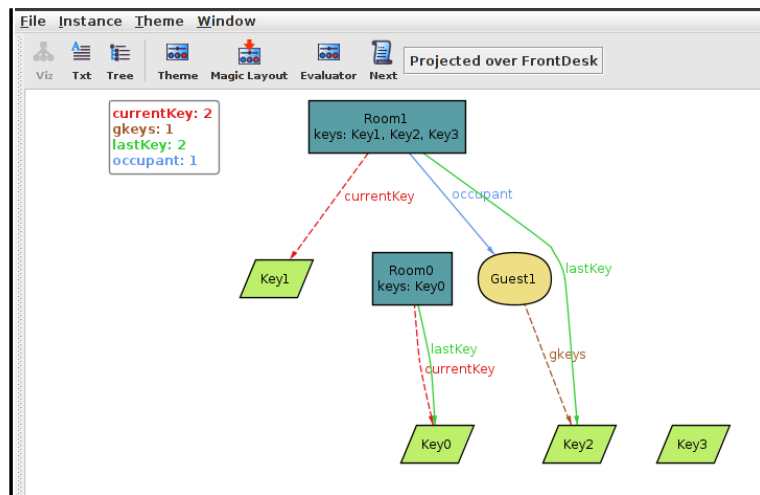 File Instance Theme Window
Viz Txt Tree Theme Magic Layout Evaluator Next Projected over FrontDesk
currentKey: 2
gkeys: 1
lastKey: 2
occupant: 1
Room1
keys: Key1, Key2, Key3
currentKey
occupant
lastKey
Key1
Room0
keys: Key0
Guest1
lastKey
currentKey
gkeys
Key0
Key2
Key3